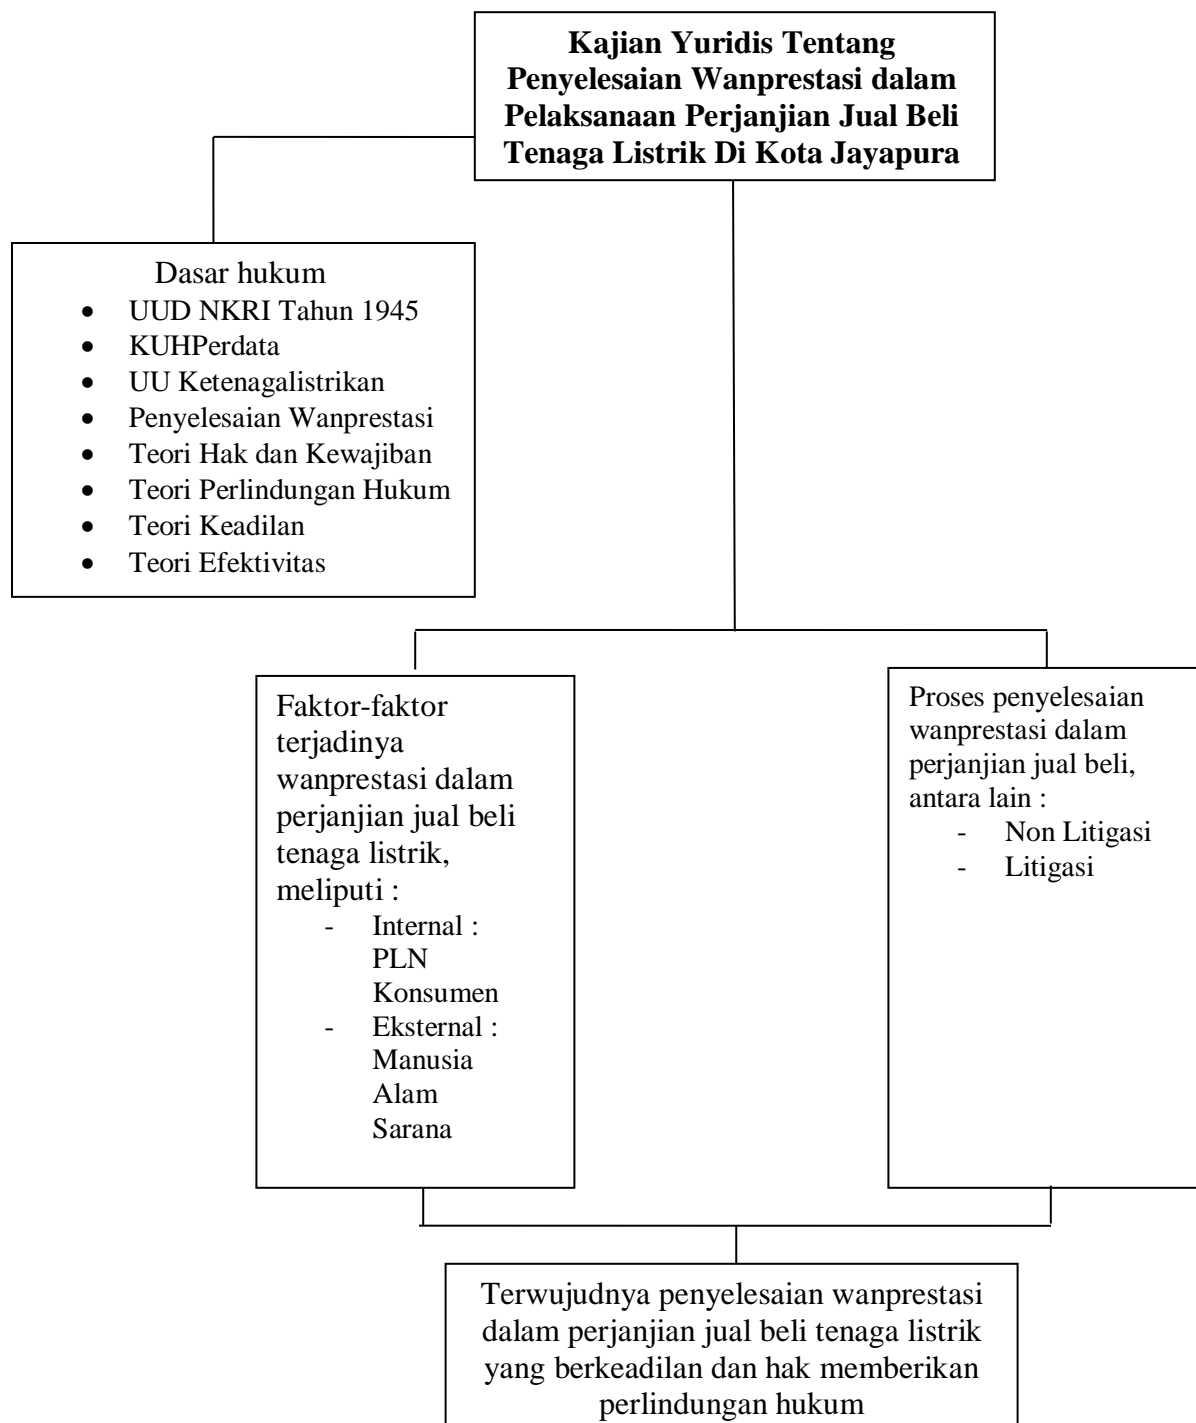 Kajian Yuridis Tentang
Penyelesaian Wanprestasi dalam
Pelaksanaan Perjanjian Jual Beli
Tenaga Listrik Di Kota Jayapura
Dasar hukum
• UUD NKRI Tahun 1945
• KUHPerdata
• UU Ketenagalistrikan
• Penyelesaian Wanprestasi
• Teori Hak dan Kewajiban
• Teori Perlindungan Hukum
• Teori Keadilan
• Teori Efektivitas
Faktor-faktor
terjadinya
wanprestasi dalam
perjanjian jual beli
tenaga listrik,
meliputi :
- Internal :
PLN
Konsumen
- Eksternal :
Manusia
Alam
Sarana
Proses penyelesaian
wanprestasi dalam
perjanjian jual beli,
antara lain :
- Non Litigasi
- Litigasi
Terwujudnya penyelesaian wanprestasi
dalam perjanjian jual beli tenaga listrik
yang berkeadilan dan hak memberikan
perlindungan hukum